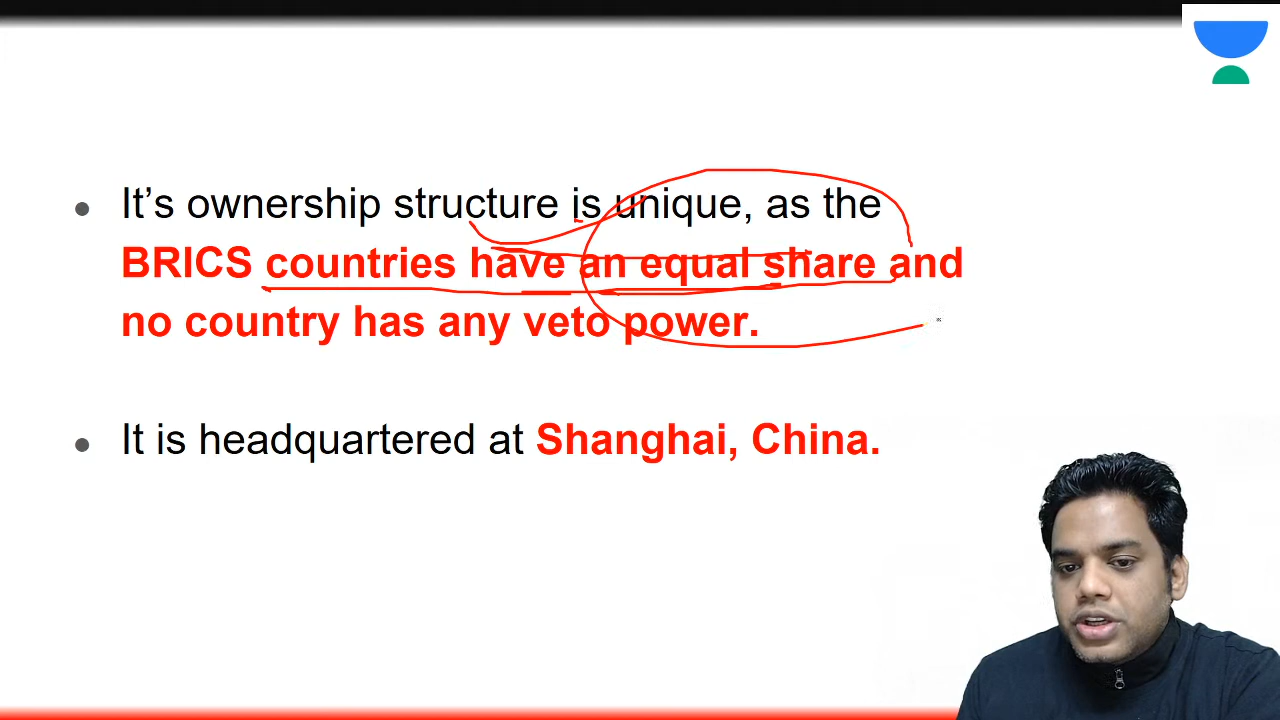 It’s ownership structure is unique, as the
BRICS countries have an equal share and
no country has any veto power.
It is headquartered at Shanghai, China.